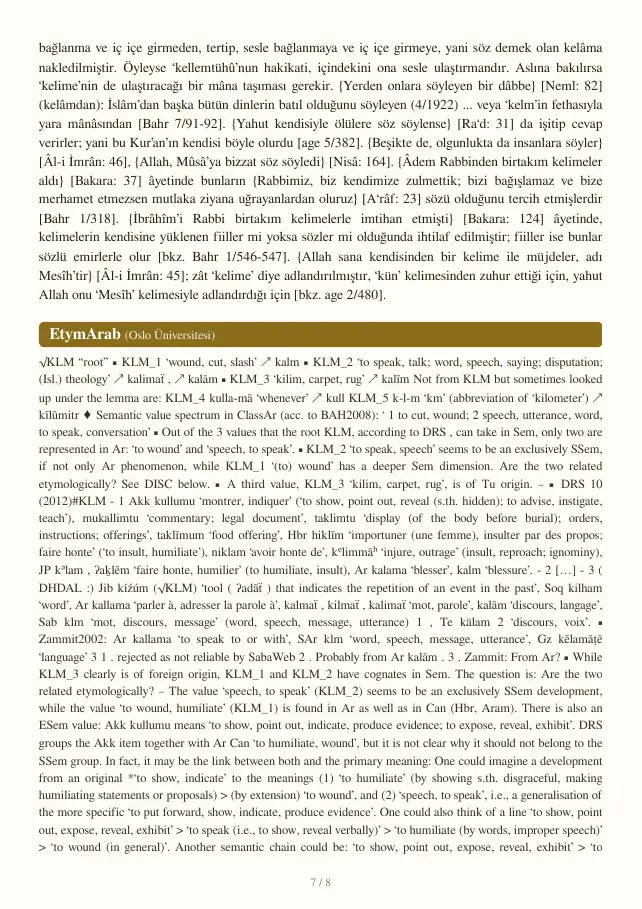 bağlanma ve iç içe girmeden, tertip, sesle bağlanmaya ve iç içe girmeye, yani söz demek olan kelâma
nakledilmiştir. Öyleyse ‘kellemtühû’nun hakikati, içindekini ona sesle ulaştırmandır. Aslına bakılırsa
‘kelime’nin de ulaştıracağı bir mâna taşıması gerekir. {Yerden onlara söyleyen bir dâbbe} [Neml: 82]
(kelâmdan): İslâm’dan başka bütün dinlerin batıl olduğunu söyleyen (4/1922) ... veya ‘kelm’in fethasıyla
yara mânâsından [Bahr 7/91-92]. {Yahut kendisiyle ölülere söz söylense} [Ra‘d: 31] da işitip cevap
verirler; yani bu Kur’an’ın kendisi böyle olurdu [age 5/382]. {Beşikte de, olgunlukta da insanlara söyler}
[Âl-i İmrân: 46], {Allah, Mûsâ’ya bizzat söz söyledi} [Nisâ: 164]. {Âdem Rabbinden birtakım kelimeler
aldı} [Bakara: 37] âyetinde bunların {Rabbimiz, biz kendimize zulmettik; bizi bağışlamaz ve bize
merhamet etmezsen mutlaka ziyana uğrayanlardan oluruz} [A‘râf: 23] sözü olduğunu tercih etmişlerdir
[Bahr 1/318]. {İbrâhîm’i Rabbi birtakım kelimelerle imtihan etmişti} [Bakara: 124] âyetinde,
kelimelerin kendisine yüklenen fiiller mi yoksa sözler mi olduğunda ihtilaf edilmiştir; fiiller ise bunlar
sözlü emirlerle olur [bkz. Bahr 1/546-547]. {Allah sana kendisinden bir kelime ile müjdeler, adı
Mesîh’tir} [Âl-i İmrân: 45]; zât ‘kelime’ diye adlandırılmıştır, ‘kün’ kelimesinden zuhur ettiği için, yahut
Allah onu ‘Mesîh’ kelimesiyle adlandırdığı için [bkz. age 2/480].
EtymArab (Oslo Üniversitesi)
√KLM “root” ▪ KLM_1 ‘wound, cut, slash’ ↗ kalm ▪ KLM_2 ‘to speak, talk; word, speech, saying; disputation;
(Isl.) theology’ ↗ kalimaẗ , ↗ kalām ▪ KLM_3 ‘kilim, carpet, rug’ ↗ kalīm Not from KLM but sometimes looked
up under the lemma are: KLM_4 kulla-mā ‘whenever’ ↗ kull KLM_5 k-l-m ‘km’ (abbreviation of ‘kilometer’) ↗
kīlūmitr ♦ Semantic value spectrum in ClassAr (acc. to BAH2008): ‘ 1 to cut, wound; 2 speech, utterance, word,
to speak, conversation’ ▪ Out of the 3 values that the root KLM, according to DRS , can take in Sem, only two are
represented in Ar: ‘to wound’ and ‘speech, to speak’. ▪ KLM_2 ‘to speak, speech’ seems to be an exclusively SSem,
if not only Ar phenomenon, while KLM_1 ‘(to) wound’ has a deeper Sem dimension. Are the two related
etymologically? See DISC below. ▪ A third value, KLM_3 ‘kilim, carpet, rug’, is of Tu origin. – ▪ DRS 10
(2012)#KLM - 1 Akk kullumu ‘montrer, indiquer’ (‘to show, point out, reveal (s.th. hidden); to advise, instigate,
teach’), mukallimtu ‘commentary; legal document’, taklimtu ‘display (of the body before burial); orders,
instructions; offerings’, taklīmum ‘food offering’, Hbr hiklīm ‘importuner (une femme), insulter par des propos;
faire honte’ (‘to insult, humiliate’), niklam ‘avoir honte de’, kᵉlimmāʰ ‘injure, outrage’ (insult, reproach; ignominy),
JP kᵊlam , ʔaḵlēm ‘faire honte, humilier’ (to humiliate, insult), Ar kalama ‘blesser’, kalm ‘blessure’. - 2 […] - 3 (
DHDAL :) Jib kíźúm (√KLM) ‘tool ( ʔadāẗ ) that indicates the repetition of an event in the past’, Soq kilham
‘word’, Ar kallama ‘parler à, adresser la parole à’, kalmaẗ , kilmaẗ , kalimaẗ ‘mot, parole’, kalām ‘discours, langage’,
Sab klm ‘mot, discours, message’ (word, speech, message, utterance) 1 , Te kälam 2 ‘discours, voix’. ▪
Zammit2002: Ar kallama ‘to speak to or with’, SAr klm ‘word, speech, message, utterance’, Gz kēlamāṭē
‘language’ 3 1 . rejected as not reliable by SabaWeb 2 . Probably from Ar kalām . 3 . Zammit: From Ar? ▪ While
KLM_3 clearly is of foreign origin, KLM_1 and KLM_2 have cognates in Sem. The question is: Are the two
related etymologically? – The value ‘speech, to speak’ (KLM_2) seems to be an exclusively SSem development,
while the value ‘to wound, humiliate’ (KLM_1) is found in Ar as well as in Can (Hbr, Aram). There is also an
ESem value: Akk kullumu means ‘to show, point out, indicate, produce evidence; to expose, reveal, exhibit’. DRS
groups the Akk item together with Ar Can ‘to humiliate, wound’, but it is not clear why it should not belong to the
SSem group. In fact, it may be the link between both and the primary meaning: One could imagine a development
from an original *‘to show, indicate’ to the meanings (1) ‘to humiliate’ (by showing s.th. disgraceful, making
humiliating statements or proposals) > (by extension) ‘to wound’, and (2) ‘speech, to speak’, i.e., a generalisation of
the more specific ‘to put forward, show, indicate, produce evidence’. One could also think of a line ‘to show, point
out, expose, reveal, exhibit’ > ‘to speak (i.e., to show, reveal verbally)’ > ‘to humiliate (by words, improper speech)’
> ‘to wound (in general)’. Another semantic chain could be: ‘to show, point out, expose, reveal, exhibit’ > ‘to
7 / 8